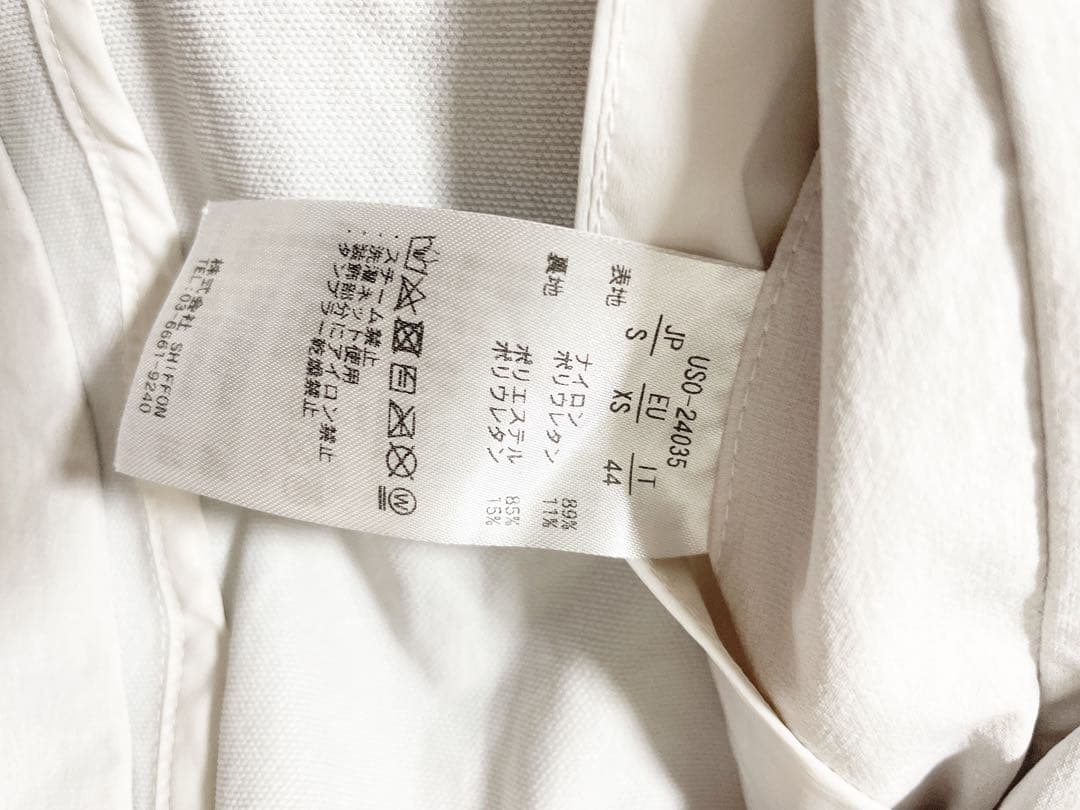 USO-24035
JP EU IT
S XS 44
表地
ナイロン 89%
ポリウレタン 11%
裏地
ポリエステル 85%
ポリウレタン 15%
W
:スチーム禁止
:洗濯ネット使用
:装飾部分にアイロン禁止
:タンブラー乾燥禁止
株式会社 SHIFFON
TEL:03-6661-9240